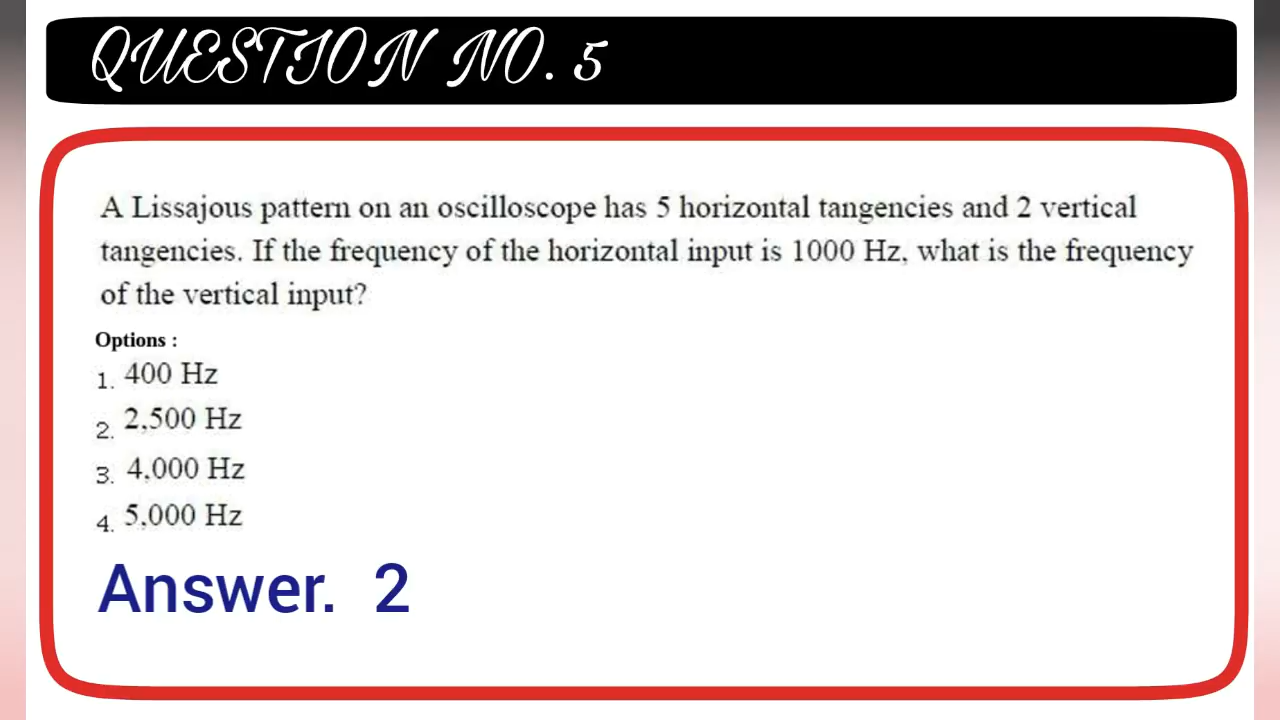 QUESTION NO. 5
A Lissajous pattern on an oscilloscope has 5 horizontal tangencies and 2 vertical
tangencies. If the frequency of the horizontal input is 1000 Hz, what is the frequency
of the vertical input?
Options :
1. 400 Hz
2. 2,500 Hz
3. 4,000 Hz
4. 5,000 Hz
Answer. 2